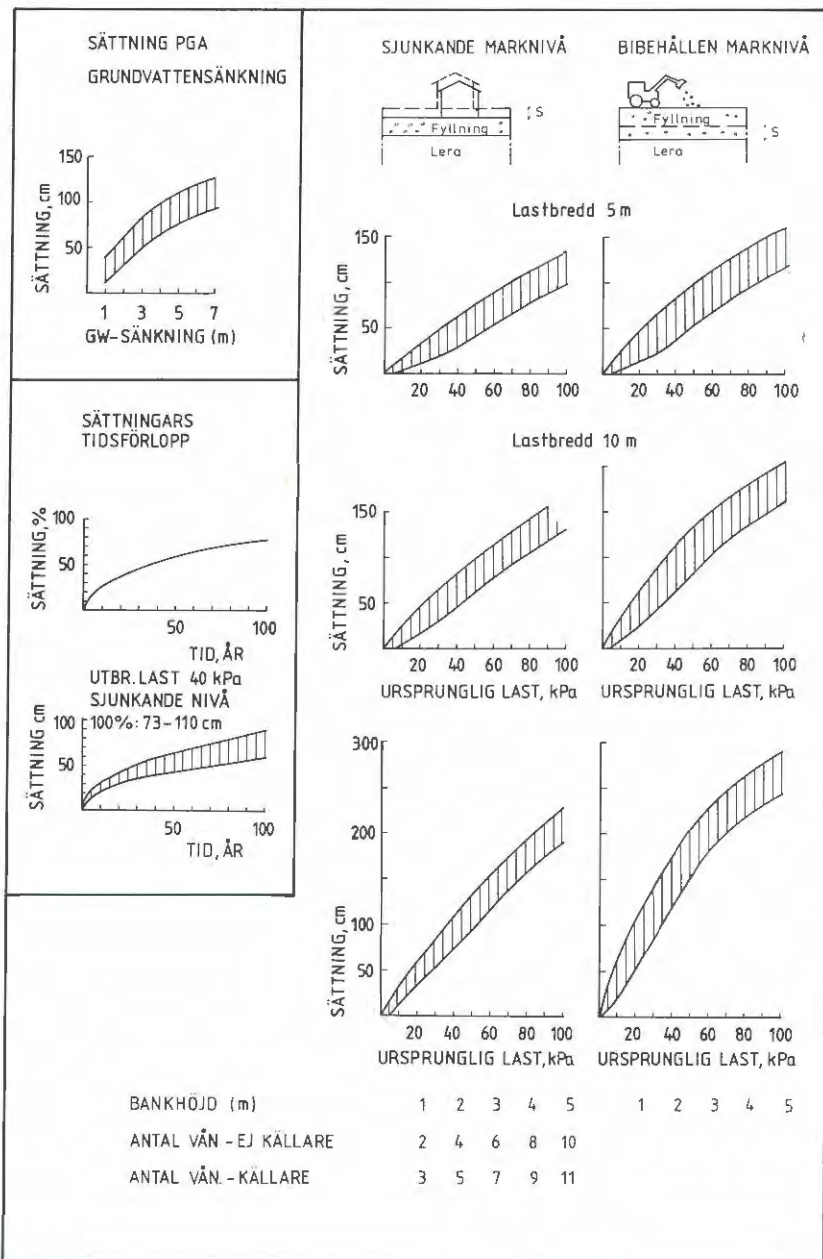 SÄTTNING PGA
GRUNDVATTENSÄNKNING
SÄTTNING, cm
150
100
50
1 3 5 7
GW-SÄNKNING (m)
SÄTTNINGARS
TIDSFÖRLOPP
SÄTTNING, %
100
50
50 100
TID, ÅR
UTBR. LAST 40 kPa
SJUNKANDE NIVÅ
100%: 73-110 cm
SÄTTNING cm
100
50
50 100
TID, ÅR
SJUNKANDE MARKNIVÅ
S
Fyllning
Lera
BIBEHÅLLEN MARKNIVÅ
Fyllning
S
Lera
Lastbredd 5 m
SÄTTNING, cm
150
50
20 40 60 80 100
20 40 60 80 100
Lastbredd 10 m
SÄTTNING, cm
150
50
20 40 60 80 100
URSPRUNGLIG LAST, kPa
20 40 60 80 100
URSPRUNGLIG LAST, kPa
SÄTTNING, cm
300
200
100
50
20 40 60 80 100
URSPRUNGLIG LAST, kPa
20 40 60 80 100
URSPRUNGLIG LAST, kPa
BANKHÖJD (m) 1 2 3 4 5 1 2 3 4 5
ANTAL VÅN - EJ KÄLLARE 2 4 6 8 10
ANTAL VÅN. - KÄLLARE 3 5 7 9 11